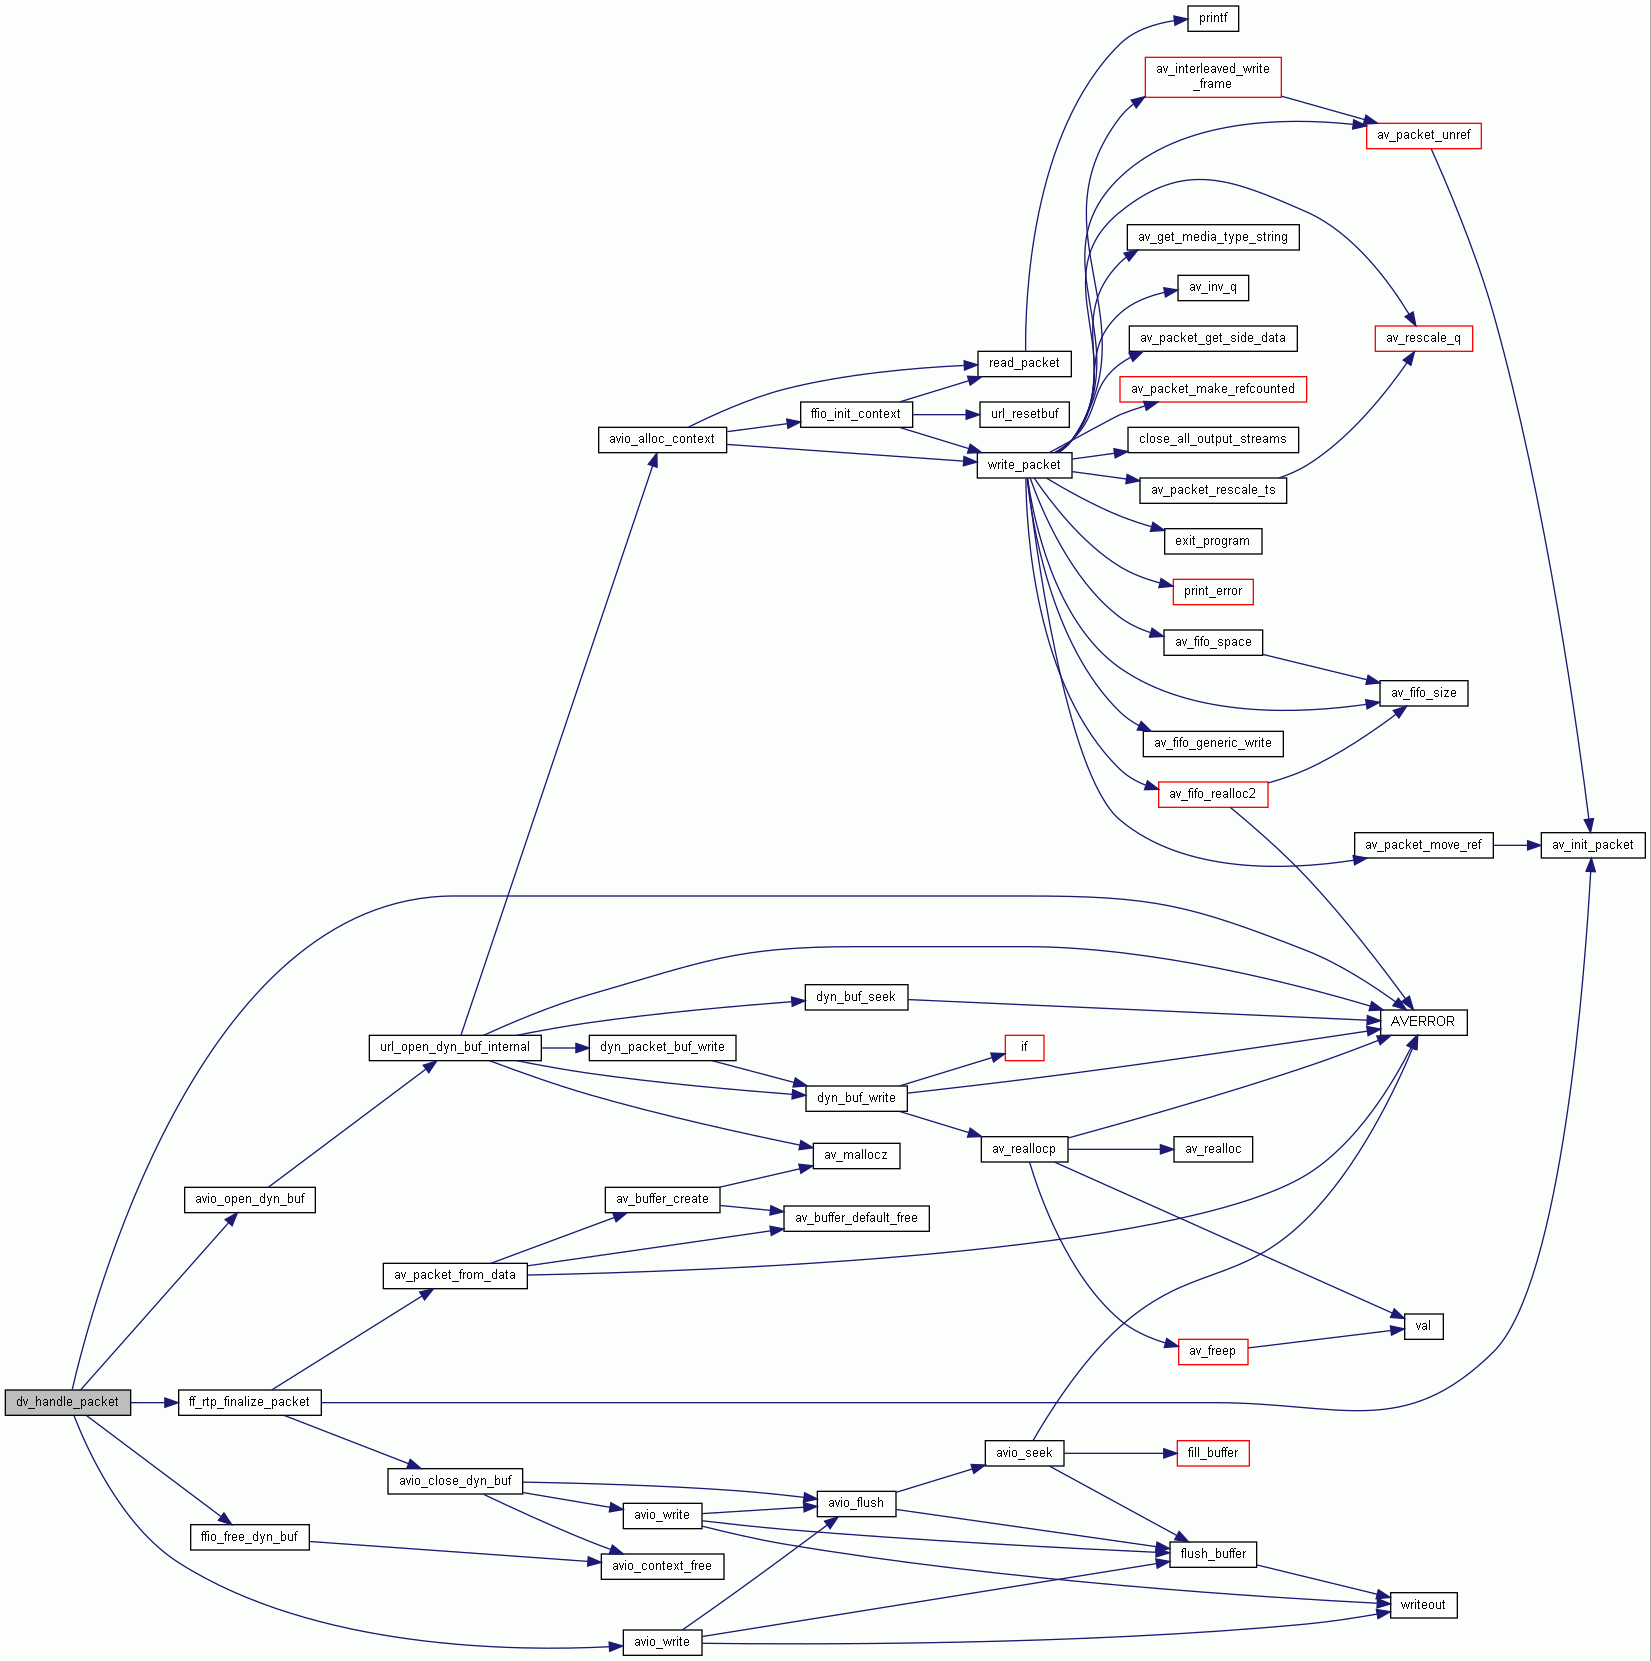 printf
av_interleaved_write
_frame
av_packet_unref
av_get_media_type_string
av_inv_q
av_packet_get_side_data
av_rescale_q
read_packet
av_packet_make_refcounted
ffio_init_context
url_resetbuf
avio_alloc_context
close_all_output_streams
write_packet
av_packet_rescale_ts
exit_program
print_error
av_fifo_space
av_fifo_size
av_fifo_generic_write
av_fifo_realloc2
av_packet_move_ref
av_init_packet
dyn_buf_seek
AVERROR
url_open_dyn_buf_internal
dyn_packet_buf_write
if
dyn_buf_write
av_reallocp
av_realloc
av_mallocz
avio_open_dyn_buf
av_buffer_create
av_buffer_default_free
av_packet_from_data
val
av_freep
dv_handle_packet
ff_rtp_finalize_packet
avio_seek
fill_buffer
avio_close_dyn_buf
avio_flush
avio_write
ffio_free_dyn_buf
flush_buffer
avio_context_free
writeout
avio_write